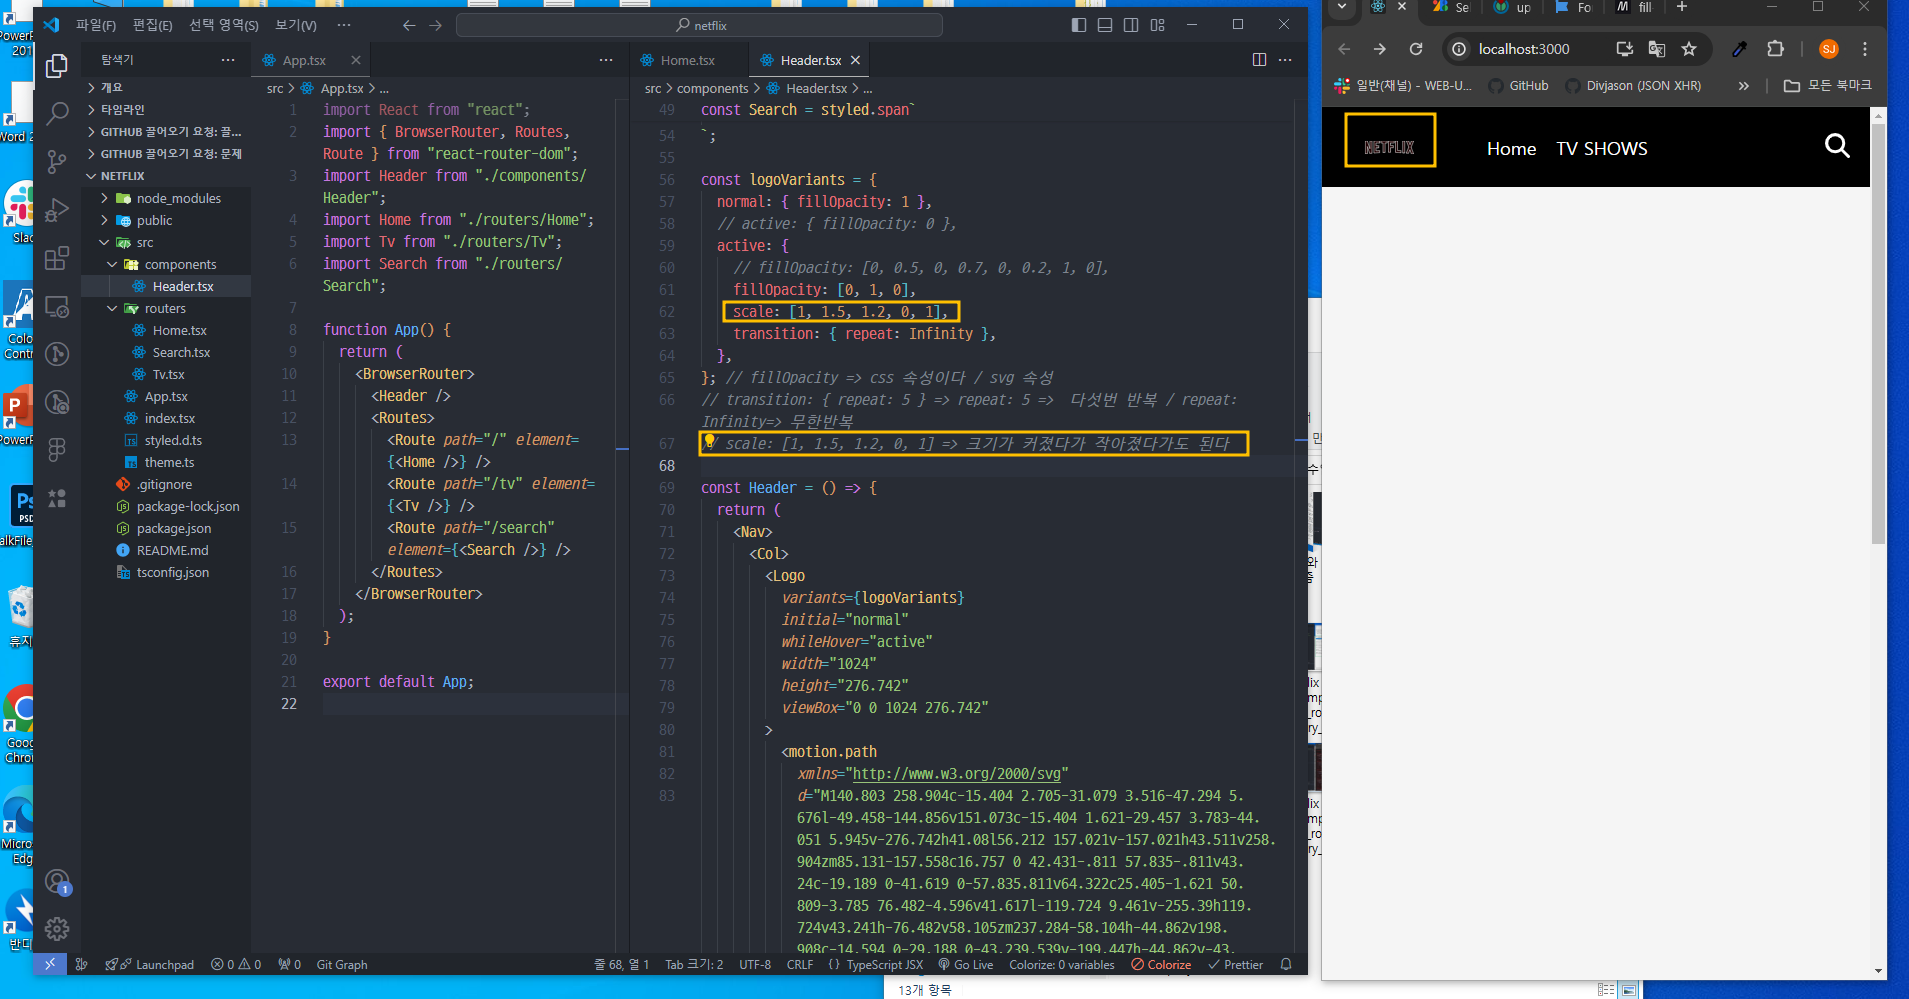 파일(F) 편집(E) 선택 영역(S) 보기(V) ··· netflix
탐색기 ···
개요
타임라인
GITHUB 끌어오기 요청: 끌...
GITHUB 끌어오기 요청: 문제
NETFLIX
node_modules
public
src
components
Header.tsx
routers
Home.tsx
Search.tsx
Tv.tsx
App.tsx
index.tsx
styled.d.ts
theme.ts
.gitignore
package-lock.json
package.json
README.md
tsconfig.json
App.tsx
src > App.tsx > ...
1 import React from "react";
2 import { BrowserRouter, Routes,
Route } from "react-router-dom";
3 import Header from "./components/
Header";
4 import Home from "./routers/Home";
5 import Tv from "./routers/Tv";
6 import Search from "./routers/
Search";
7
8 function App() {
9 return (
10 <BrowserRouter>
11 <Header />
12 <Routes>
13 <Route path="/" element=
{<Home />} />
14 <Route path="/tv" element=
{<Tv />} />
15 <Route path="/search"
element={<Search />} />
16 </Routes>
17 </BrowserRouter>
18 );
19 }
20
21 export default App;
22
Home.tsx Header.tsx
src > components > Header.tsx > ...
49 const Search = styled.span`
54 `;
55
56 const logoVariants = {
57 normal: { fillOpacity: 1 },
58 // active: { fillOpacity: 0 },
59 active: {
60 // fillOpacity: [0, 0.5, 0, 0.7, 0, 0.2, 1, 0],
61 fillOpacity: [0, 1, 0],
62 scale: [1, 1.5, 1.2, 0, 1],
63 transition: { repeat: Infinity },
64 },
65 }; // fillOpacity => css 속성이다 / svg 속성
66 // transition: { repeat: 5 } => repeat: 5 => 다섯번 반복 / repeat:
Infinity=> 무한반복
67 // scale: [1, 1.5, 1.2, 0, 1] => 크기가 커졌다가 작아졌다가도 된다
68
69 const Header = () => {
70 return (
71 <Nav>
72 <Col>
73 <Logo
74 variants={logoVariants}
75 initial="normal"
76 whileHover="active"
77 width="1024"
78 height="276.742"
79 viewBox="0 0 1024 276.742"
80 >
81 <motion.path
82 xmlns="http://www.w3.org/2000/svg"
83 d="M140.803 258.904c-15.404 2.705-31.079 3.516-47.294 5.
676l-49.458-144.856v151.073c-15.404 1.621-29.457 3.783-44.
051 5.945v-276.742h41.08l56.212 157.021v-157.021h43.511v258.
904zm85.131-157.558c16.757 0 42.431-.811 57.835-.811v43.
24c-19.189 0-41.619 0-57.835.811v64.322c25.405-1.621 50.
809-3.785 76.482-4.596v41.617l-119.724 9.461v-255.39h119.
724v43.241h-76.482v58.105zm237.284-58.104h-44.862v198.
908c-14.594 0-29.188 0-43.239.539v-199.447h-44.862v-43.
Launchpad 0 0 0 Git Graph
줄 68, 열 1 Tab 크기: 2 UTF-8 CRLF {} TypeScript JSX Go Live Colorize: 0 variables Colorize Prettier
localhost:3000
SJ
일반(채널) - WEB-U... GitHub Divjason (JSON XHR) » 모든 북마크
NETFLIX Home TV SHOWS
13개 항목